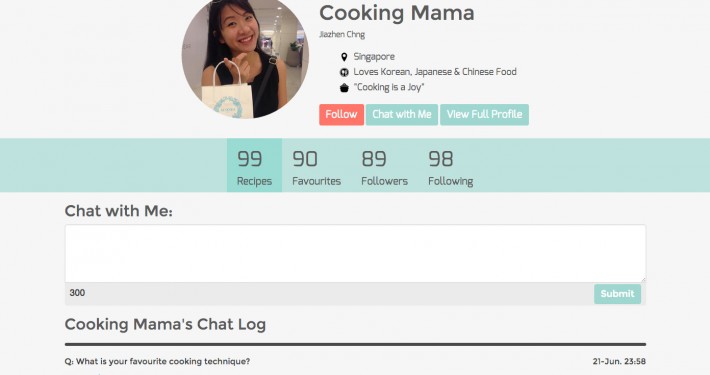 Cooking Mama
Jiazhen Chng
Singapore
Loves Korean, Japanese & Chinese Food
"Cooking is a Joy"
Follow
Chat with Me
View Full Profile
99
90
89
98
Recipes
Favourites
Followers
Following
Chat with Me:
300
Submit
Cooking Mama's Chat Log
Q: What is your favourite cooking technique?
21-Jun, 23:58